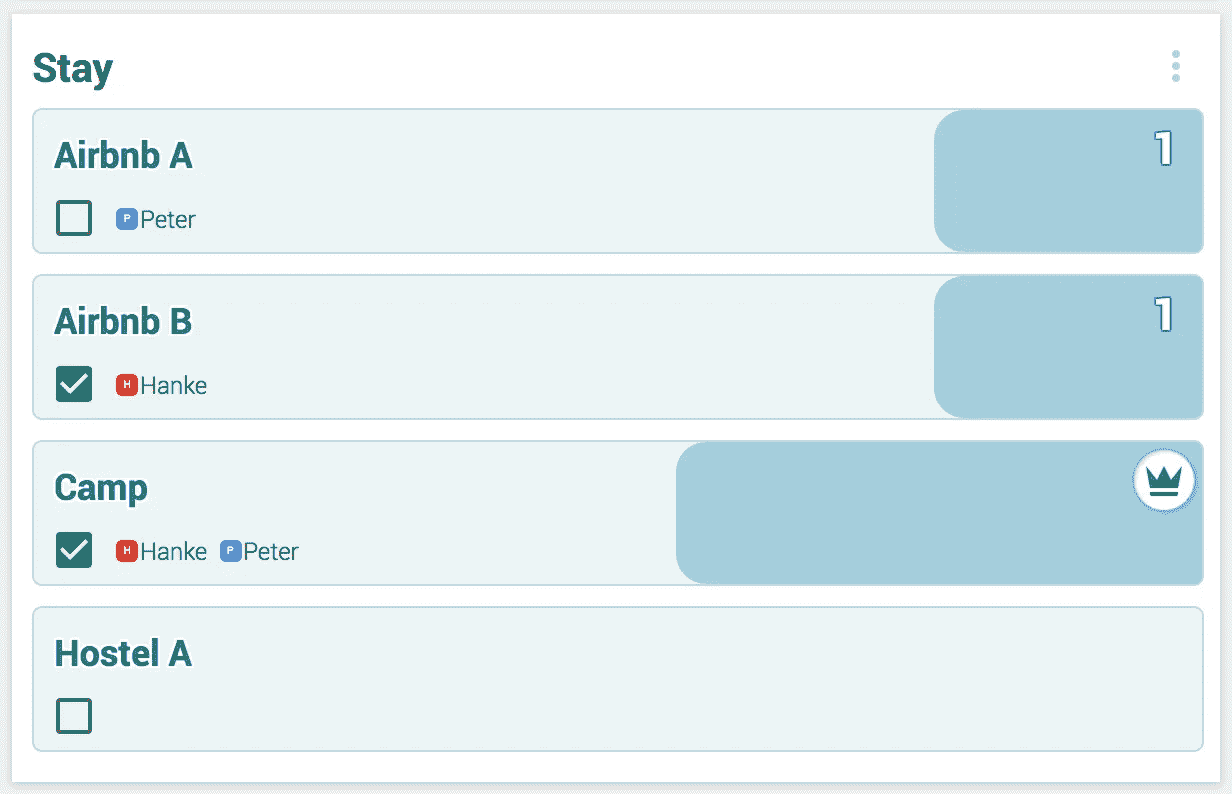 Stay
Airbnb A
1
P Peter
Airbnb B
1
H Hanke
Camp
H Hanke P Peter
Hostel A